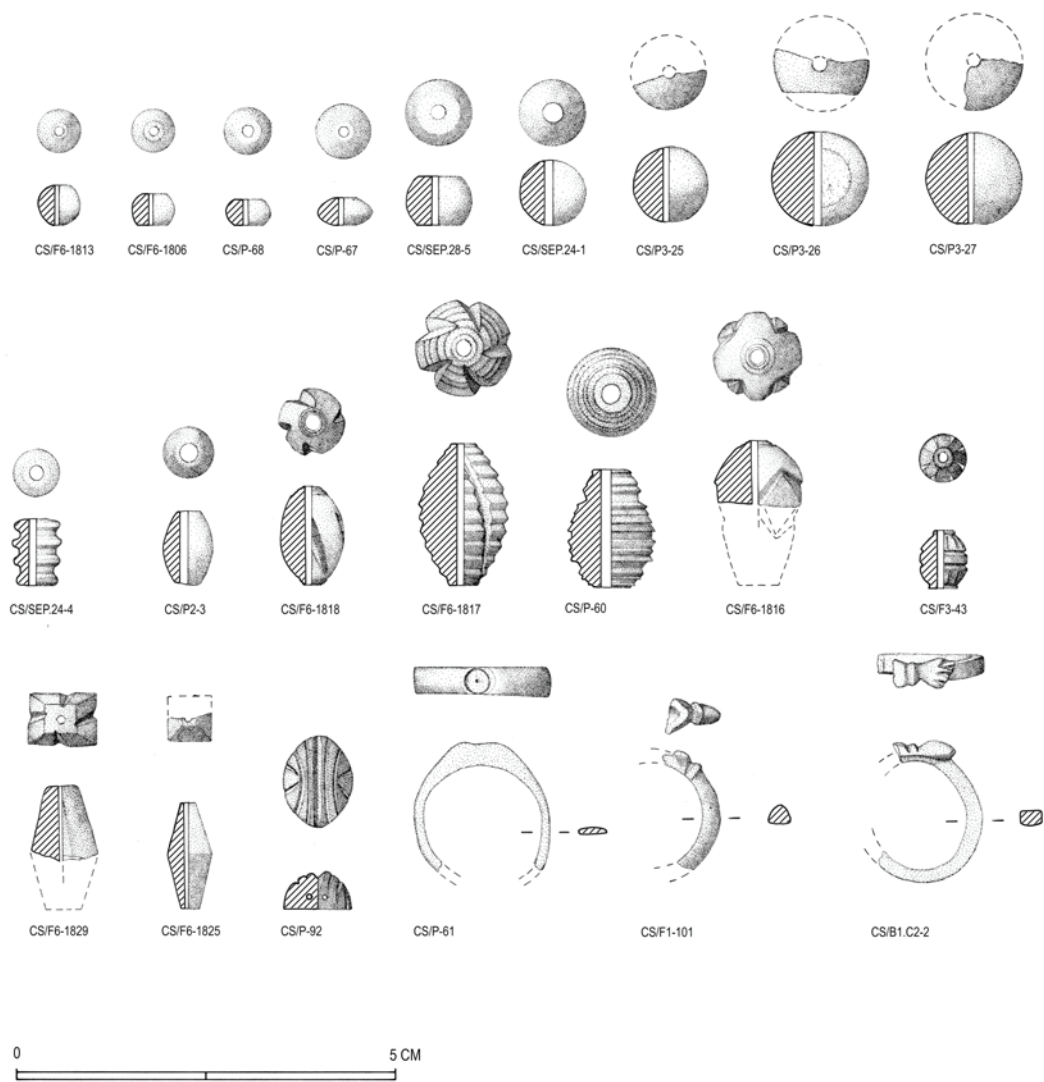 CS/F6-1813 CS/F6-1806 CS/P-68 CS/P-67 CS/SEP.28-5 CS/SEP.24-1 CS/P3-25 CS/P3-26 CS/P3-27
CS/SEP.24-4 CS/P2-3 CS/F6-1818 CS/F6-1817 CS/P-60 CS/F6-1816 CS/F3-43
CS/F6-1829 CS/F6-1825 CS/P-92 CS/P-61 CS/F1-101 CS/B1.C2-2
0 5 CM